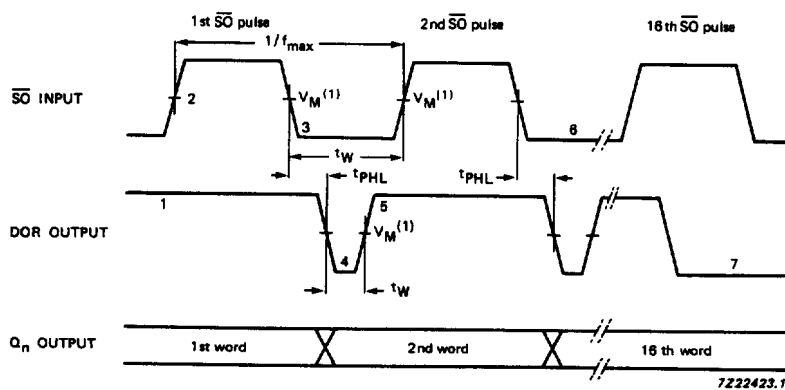 1st SO pulse
2nd SO pulse
16th SO pulse
1/fmax
SO INPUT
2
VM(1)
VM(1)
3
6
tW
tPHL
tPHL
1
5
DOR OUTPUT
VM(1)
4
7
tW
Qn OUTPUT
1st word
2nd word
16th word
7Z22423.1